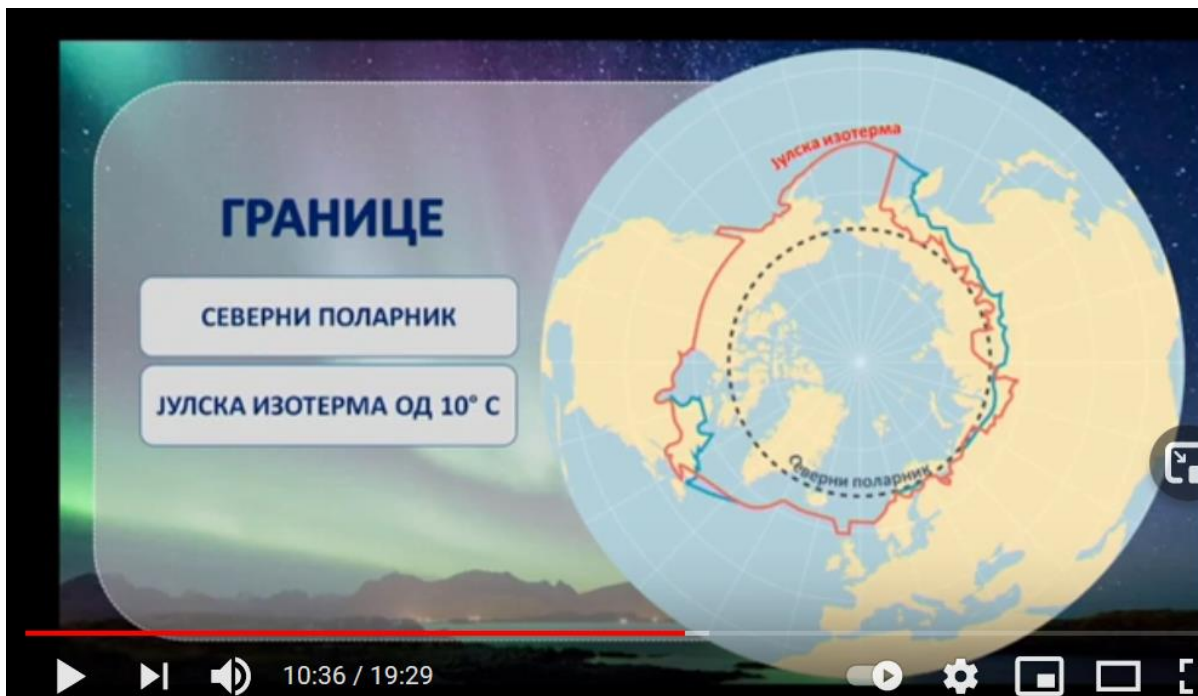 ГРАНИЦЕ
СЕВЕРНИ ПОЛАРНИК
ЈУЛСКА ИЗОТЕРМА ОД 10° С
Јулска изотерма
Северни поларник
10:36 / 19:29